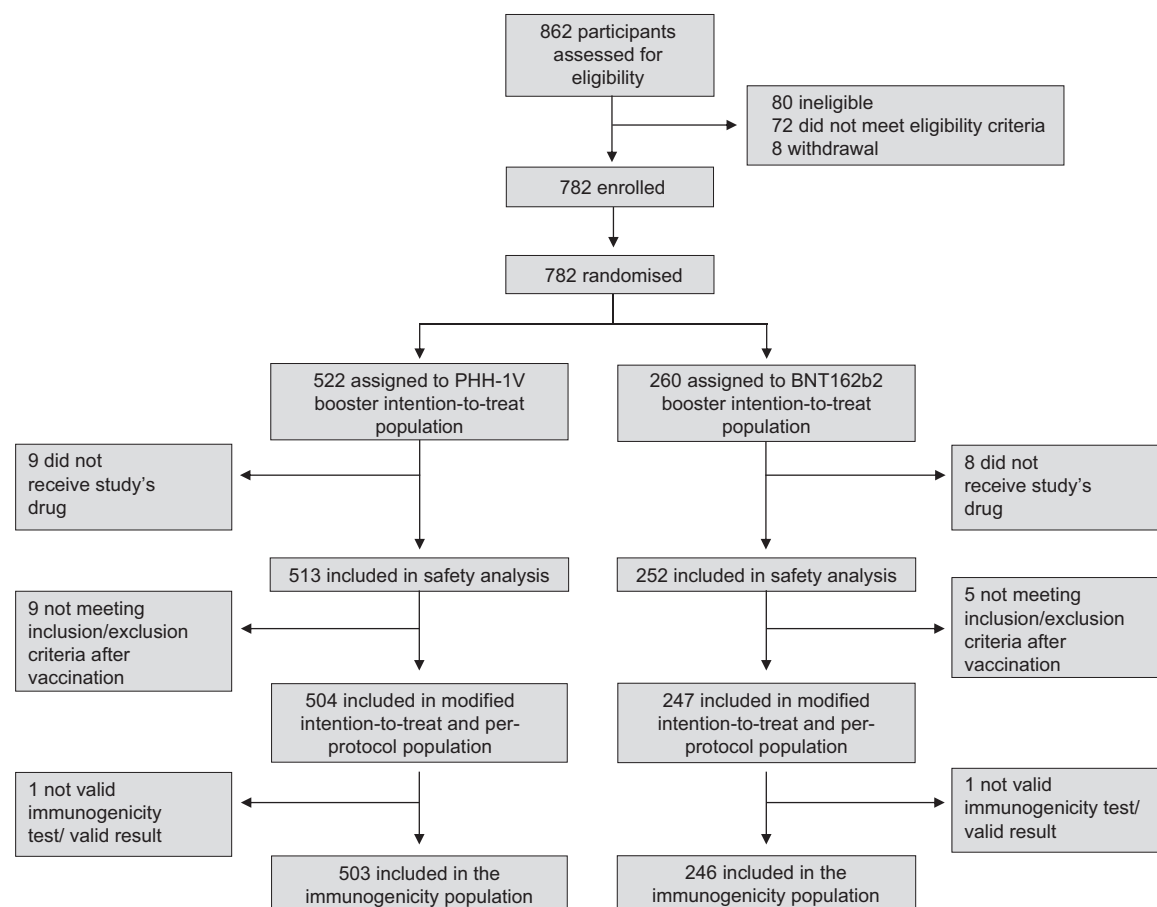 862 participants
assessed for
eligibility
80 ineligible
72 did not meet eligibility criteria
8 withdrawal
782 enrolled
782 randomised
522 assigned to PHH-1V
booster intention-to-treat
population
260 assigned to BNT162b2
booster intention-to-treat
population
9 did not
receive study's
drug
8 did not
receive study's
drug
513 included in safety analysis
252 included in safety analysis
9 not meeting
inclusion/exclusion
criteria after
vaccination
5 not meeting
inclusion/exclusion
criteria after
vaccination
504 included in modified
intention-to-treat and per-
protocol population
247 included in modified
intention-to-treat and per-
protocol population
1 not valid
immunogenicity
test/ valid result
1 not valid
immunogenicity test/
valid result
503 included in the
immunogenicity population
246 included in the
immunogenicity population